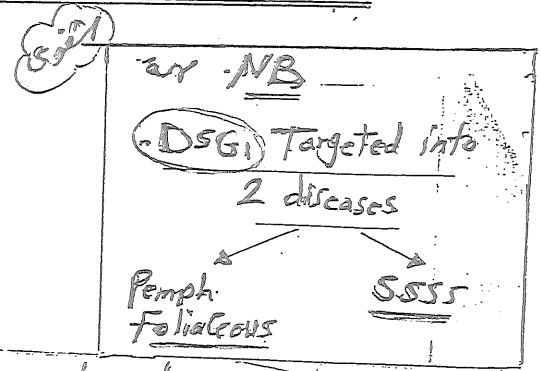 NB
DSG1 Targeted into
2 diseases
Pemph. SSSS
Foliaceous